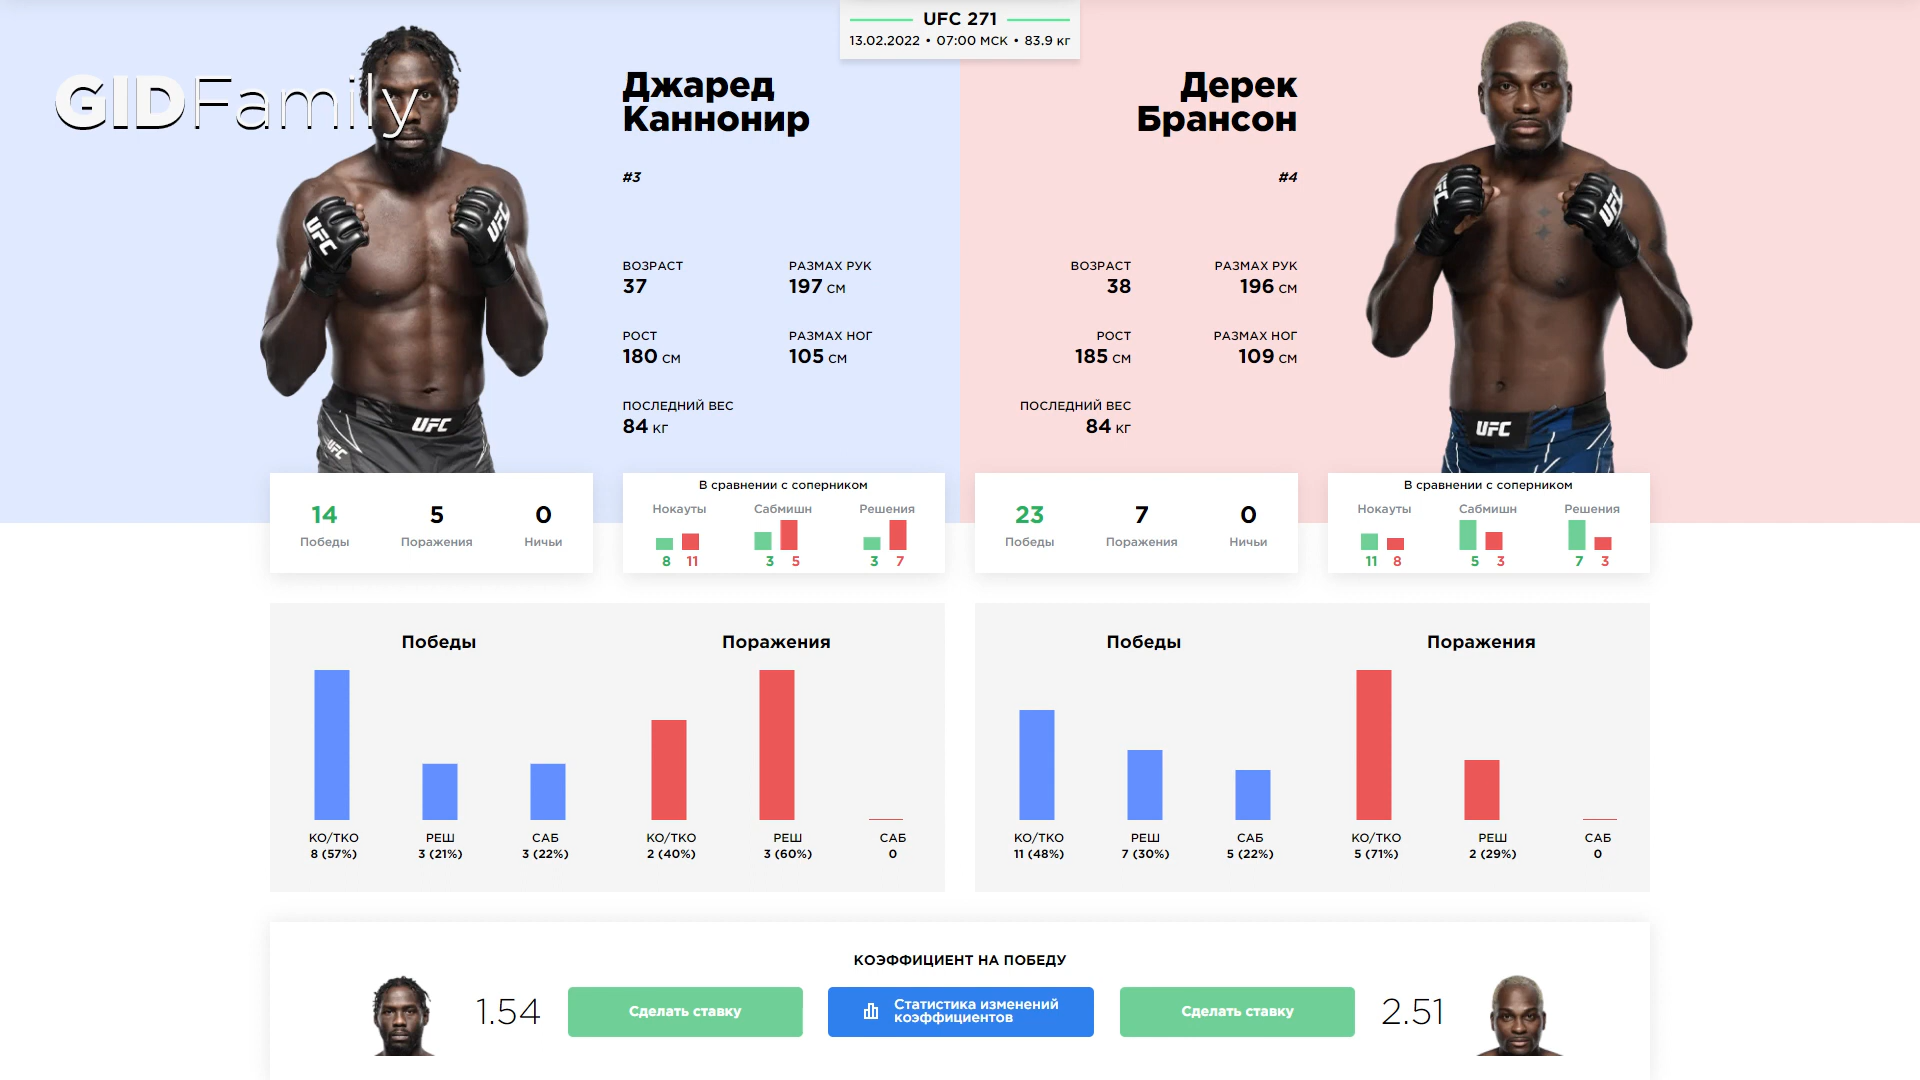 UFC 271
13.02.2022 • 07:00 МСК • 83.9 кг
GIDFamily
Джаред
Каннонир
#3
ВОЗРАСТ
37
РАЗМАХ РУК
197 СМ
РОСТ
180 СМ
РАЗМАХ НОГ
105 СМ
ПОСЛЕДНИЙ ВЕС
84 КГ
Дерек
Брансон
#4
ВОЗРАСТ
38
РАЗМАХ РУК
196 СМ
РОСТ
185 СМ
РАЗМАХ НОГ
109 СМ
ПОСЛЕДНИЙ ВЕС
84 КГ
UFC
UFC
UFC
UFC
UFC
UFC
UFC
14 5 0
Победы Поражения Ничьи
В сравнении с соперником
Нокауты Сабмишн Решения
8 11 3 5 3 7
23 7 0
Победы Поражения Ничьи
В сравнении с соперником
Нокауты Сабмишн Решения
11 8 5 3 7 3
Победы Поражения
КО/ТКО РЕШ САБ КО/ТКО РЕШ САБ
8 (57%) 3 (21%) 3 (22%) 2 (40%) 3 (60%) 0
Победы Поражения
КО/ТКО РЕШ САБ КО/ТКО РЕШ САБ
11 (48%) 7 (30%) 5 (22%) 5 (71%) 2 (29%) 0
КОЭФФИЦИЕНТ НА ПОБЕДУ
1.54
Сделать ставку
Статистика изменений
коэффициентов
Сделать ставку
2.51